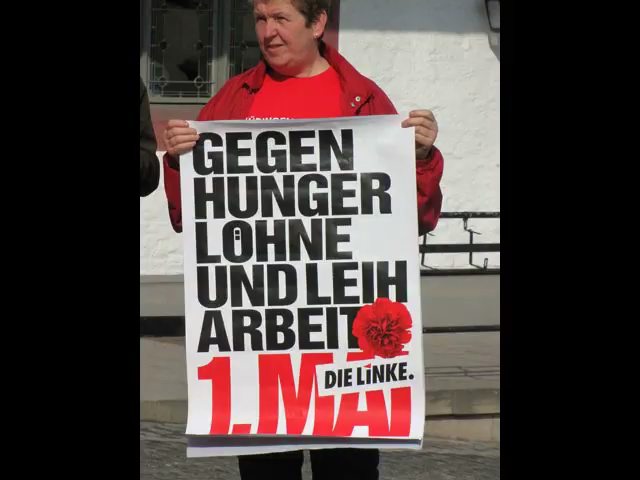 GEGEN
HUNGER
LÖHNE
UND LEIH
ARBEIT
1. MAI
DIE LINKE.